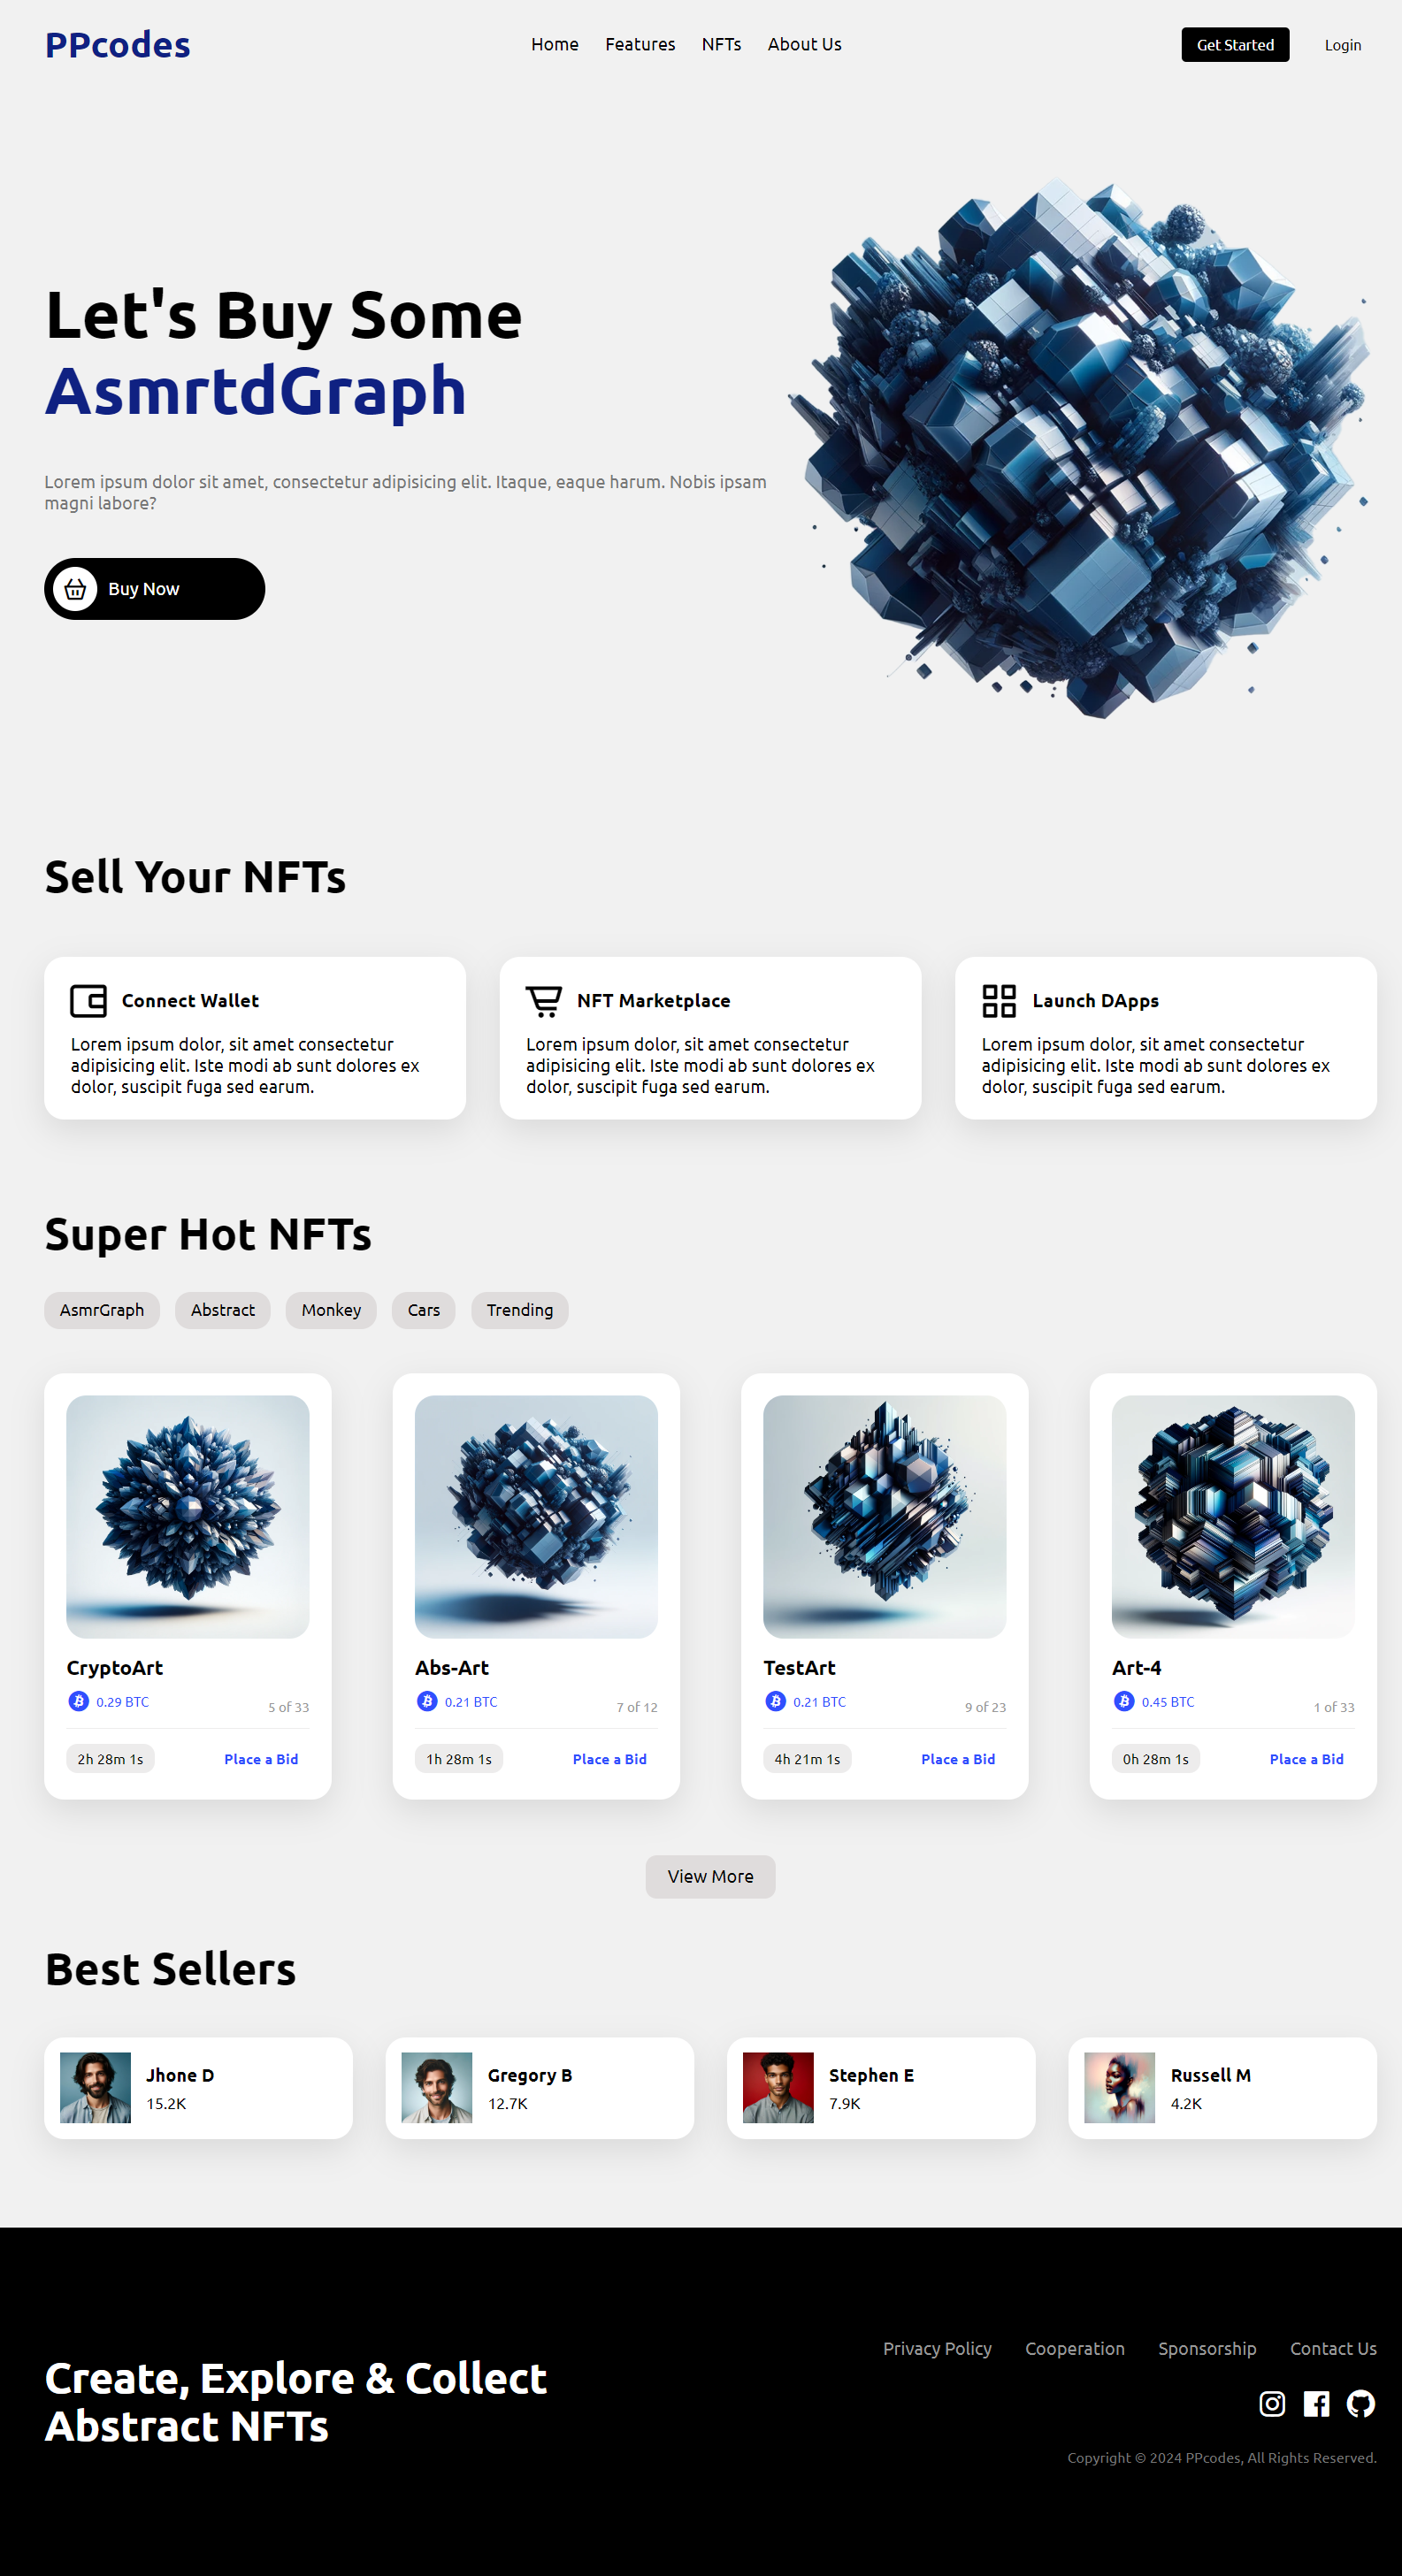 PPcodes
Home Features NFTs About Us
Get Started Login
Let's Buy Some
AsmrtdGraph
Lorem ipsum dolor sit amet, consectetur adipisicing elit. Itaque, eaque harum. Nobis ipsam
magni labore?
Buy Now
Sell Your NFTs
Connect Wallet
Lorem ipsum dolor, sit amet consectetur
adipisicing elit. Iste modi ab sunt dolores ex
dolor, suscipit fuga sed earum.
NFT Marketplace
Lorem ipsum dolor, sit amet consectetur
adipisicing elit. Iste modi ab sunt dolores ex
dolor, suscipit fuga sed earum.
Launch DApps
Lorem ipsum dolor, sit amet consectetur
adipisicing elit. Iste modi ab sunt dolores ex
dolor, suscipit fuga sed earum.
Super Hot NFTs
AsmrGraph Abstract Monkey Cars Trending
CryptoArt
0.29 BTC 5 of 33
2h 28m 1s Place a Bid
Abs-Art
0.21 BTC 7 of 12
1h 28m 1s Place a Bid
TestArt
0.21 BTC 9 of 23
4h 21m 1s Place a Bid
Art-4
0.45 BTC 1 of 33
0h 28m 1s Place a Bid
View More
Best Sellers
Jhone D
15.2K
Gregory B
12.7K
Stephen E
7.9K
Russell M
4.2K
Create, Explore & Collect
Abstract NFTs
Privacy Policy Cooperation Sponsorship Contact Us
Copyright © 2024 PPcodes, All Rights Reserved.